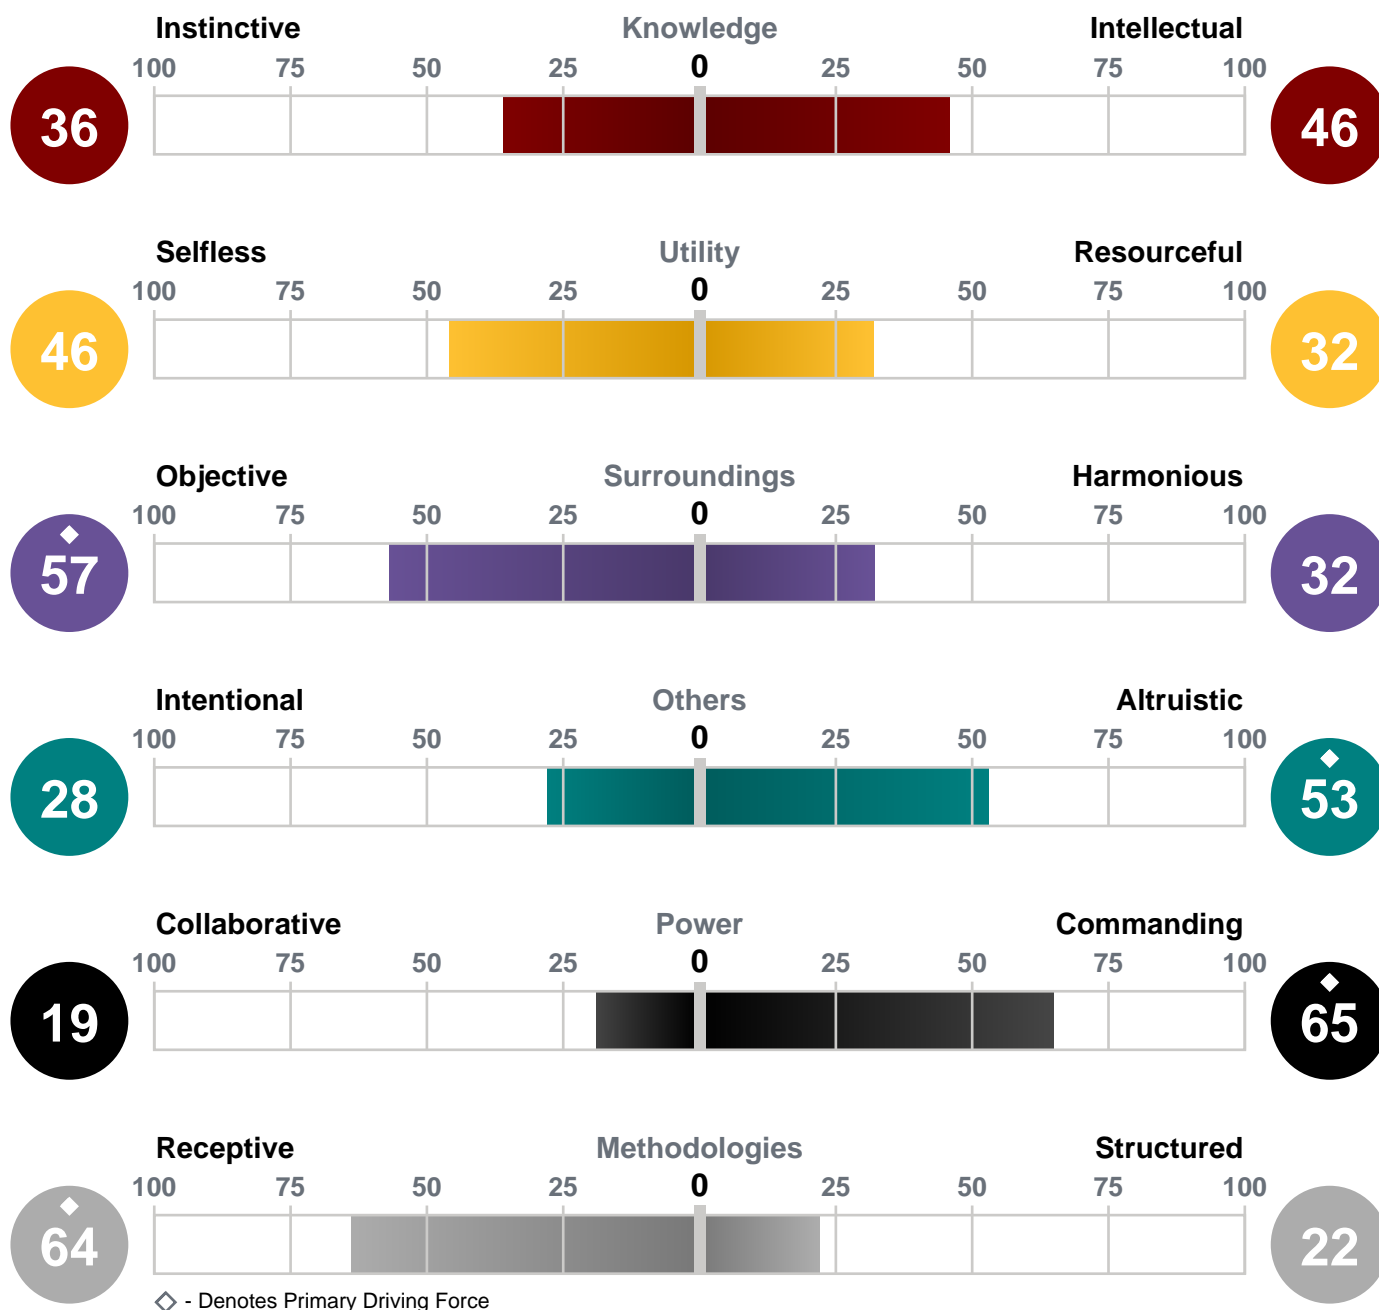 Instinctive Knowledge Intellectual
100 75 50 25 0 25 50 75 100
36 46
Selfless Utility Resourceful
100 75 50 25 0 25 50 75 100
46 32
Objective Surroundings Harmonious
100 75 50 25 0 25 50 75 100
57 32
Intentional Others Altruistic
100 75 50 25 0 25 50 75 100
28 53
Collaborative Power Commanding
100 75 50 25 0 25 50 75 100
19 65
Receptive Methodologies Structured
100 75 50 25 0 25 50 75 100
64 22
- Denotes Primary Driving Force